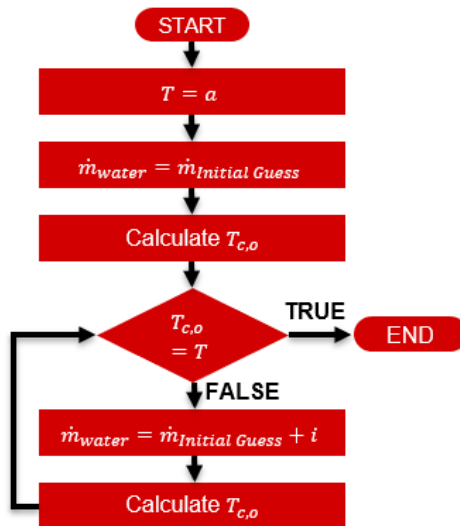 START
T = a
ṁ_water = ṁ_Initial Guess
Calculate T_c,o
T_c,o
= T
TRUE
END
FALSE
ṁ_water = ṁ_Initial Guess + i
Calculate T_c,o